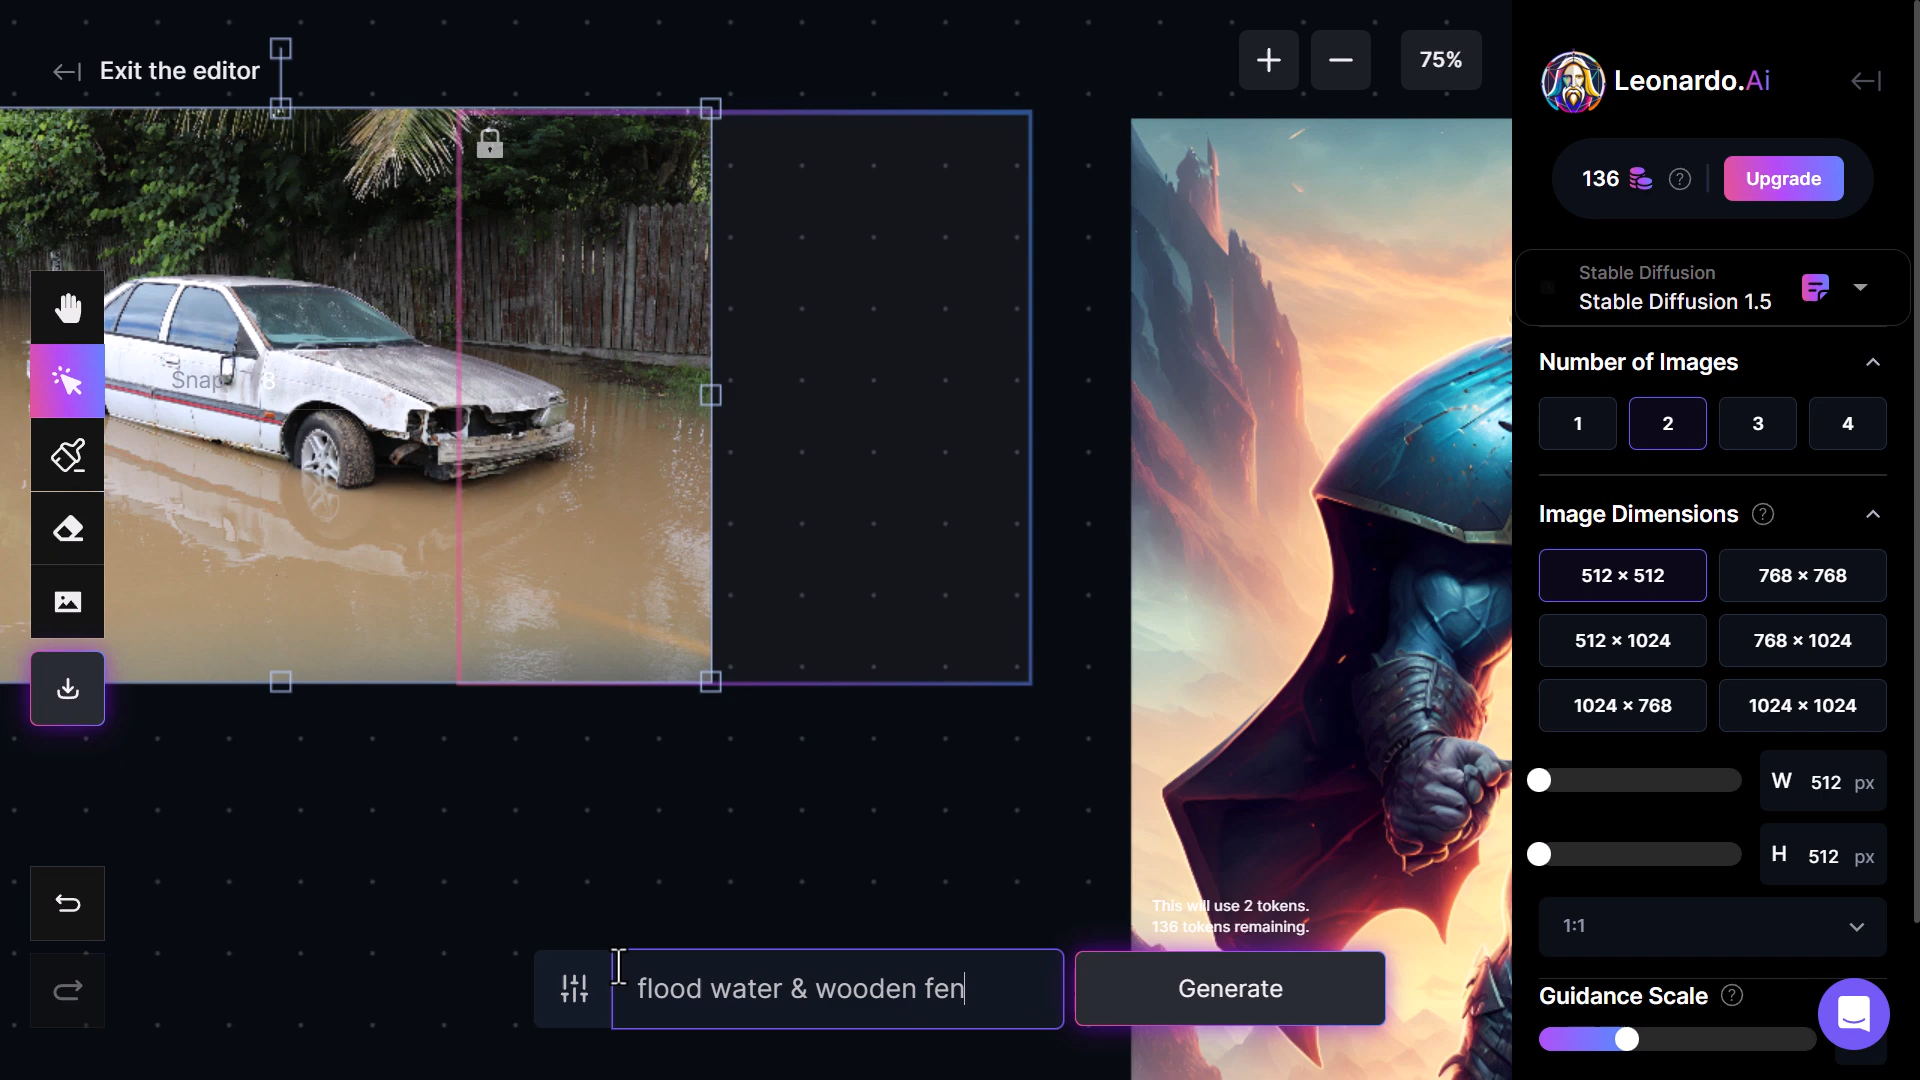 Exit the editor
75%
Leonardo.Ai
136
Upgrade
Stable Diffusion
Stable Diffusion 1.5
Number of Images
1 2 3 4
Image Dimensions
512 × 512 768 × 768
512 × 1024 768 × 1024
1024 × 768 1024 × 1024
W 512 px
H 512 px
1:1
Guidance Scale
Snap 8
This will use 2 tokens.
136 tokens remaining.
flood water & wooden fen
Generate